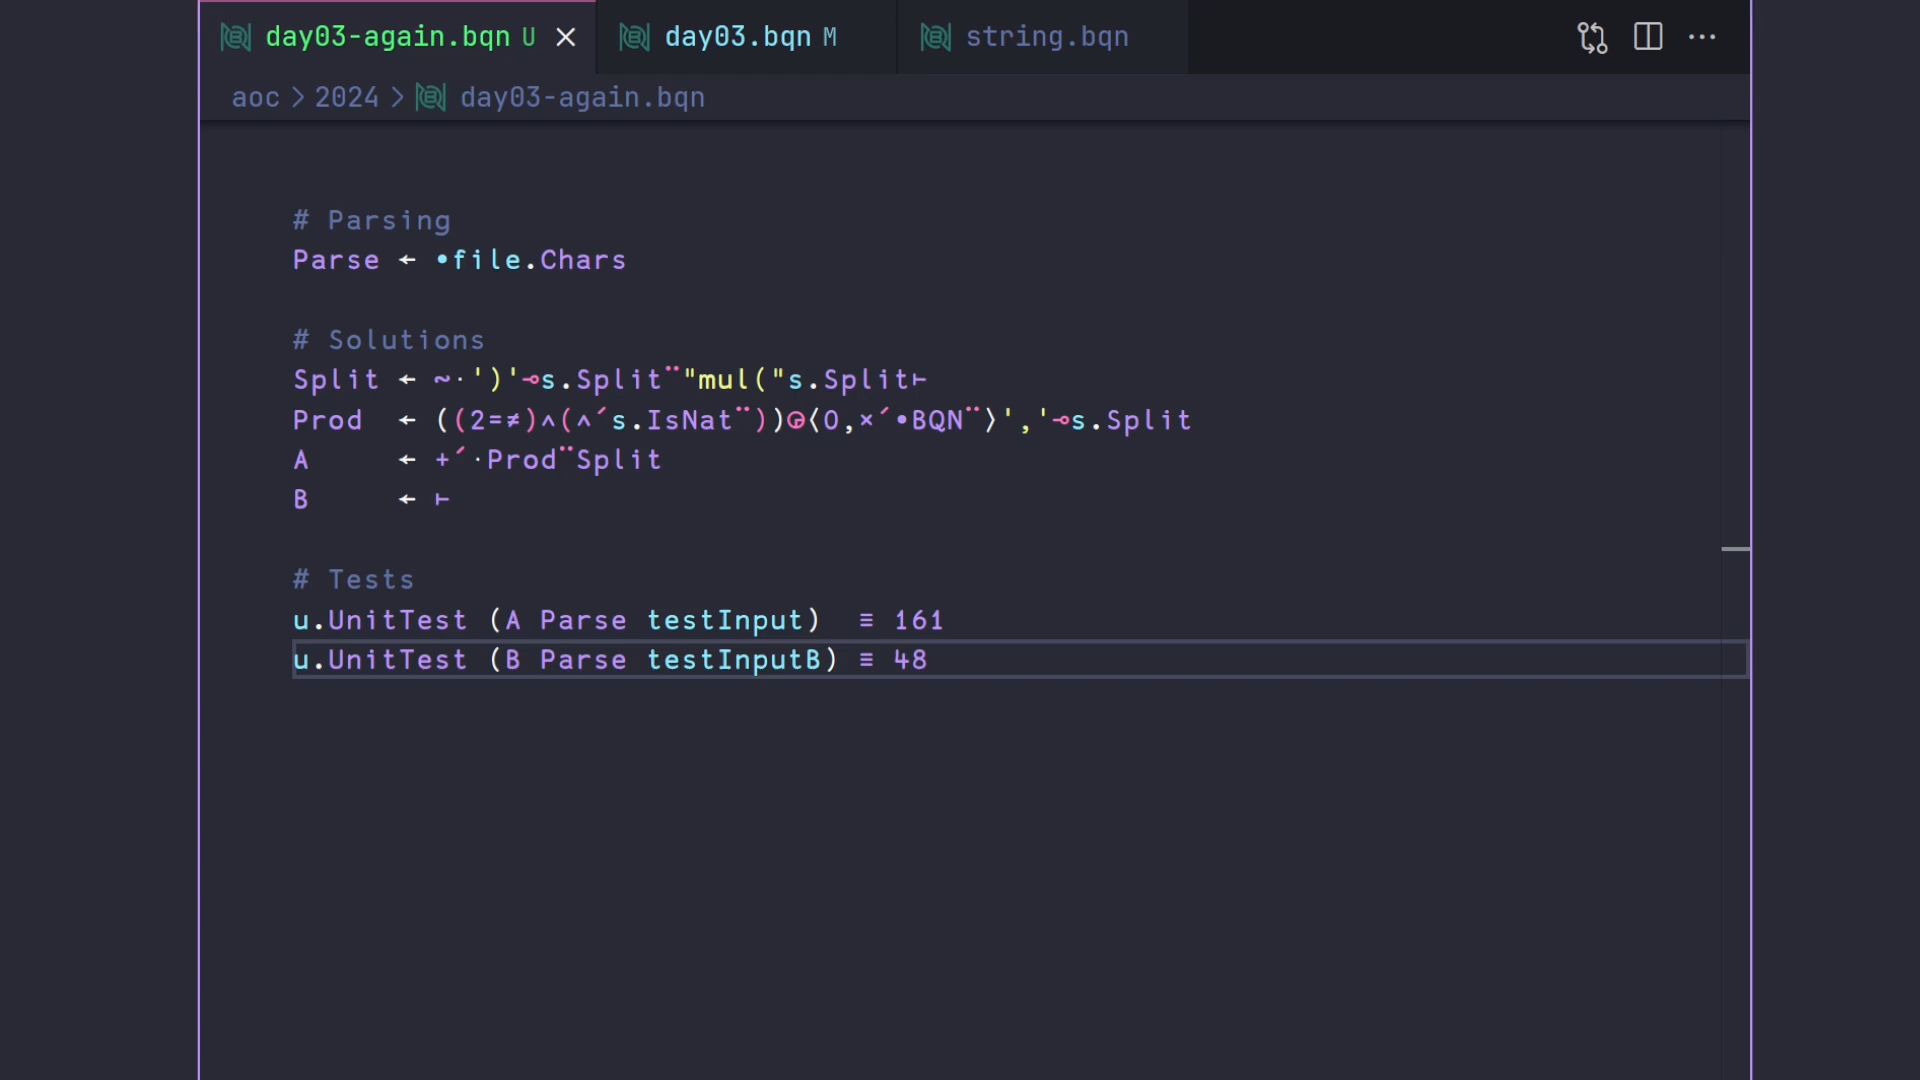 day03-again.bqn U day03.bqn M string.bqn
aoc > 2024 > day03-again.bqn
# Parsing
Parse ← •file.Chars
# Solutions
Split ← ∾·')'⊸s.Split¨"mul("s.Split⊢
Prod ← ((2=≠)∧(∧´s.IsNat¨))◶⟨0,×´•BQN¨⟩','⊸s.Split
A ← +´·Prod¨Split
B ← ⊢
# Tests
u.UnitTest (A Parse testInput) ≡ 161
u.UnitTest (B Parse testInputB) ≡ 48